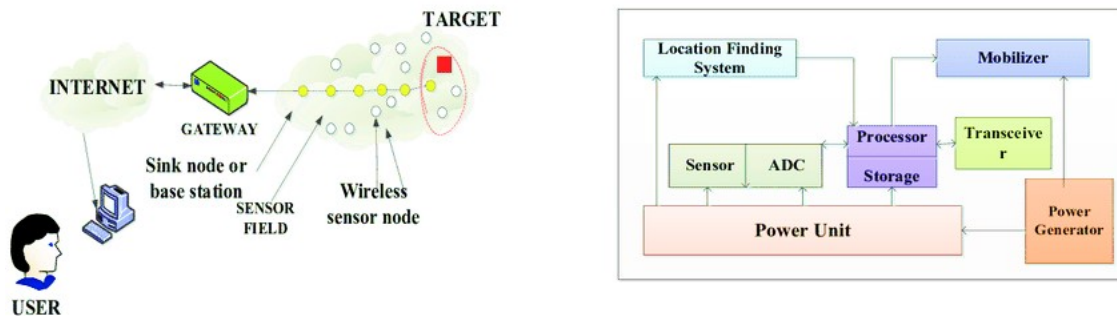 TARGET
INTERNET
GATEWAY
Sink node or
base station
SENSOR
FIELD
Wireless
sensor node
USER
Location Finding
System
Mobilizer
Processor
Storage
Transceive
r
Sensor
ADC
Power Unit
Power
Generator